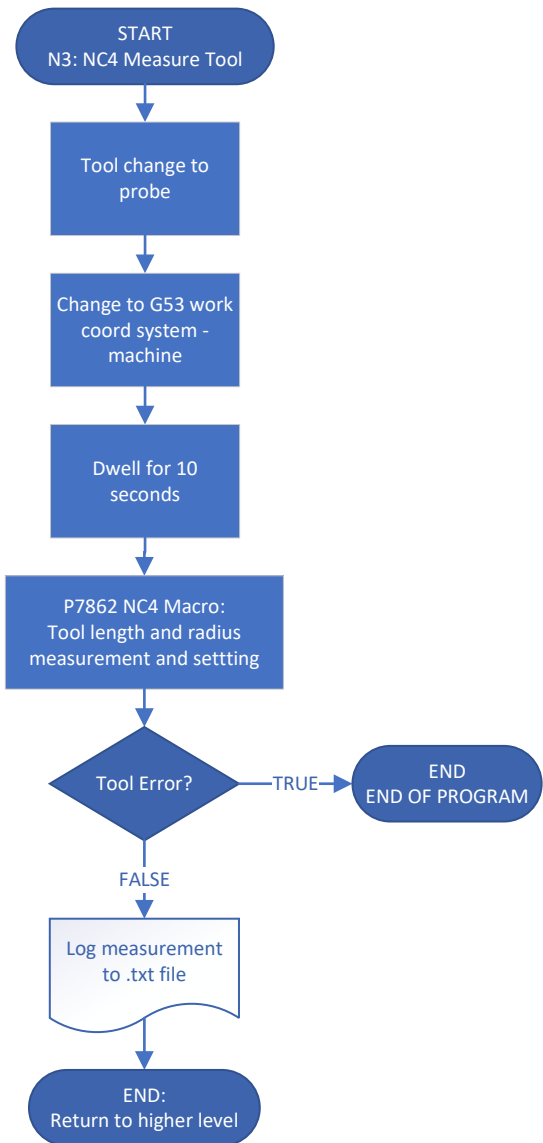 START
N3: NC4 Measure Tool
Tool change to
probe
Change to G53 work
coord system -
machine
Dwell for 10
seconds
P7862 NC4 Macro:
Tool length and radius
measurement and settting
Tool Error?
TRUE
END
END OF PROGRAM
FALSE
Log measurement
to .txt file
END:
Return to higher level